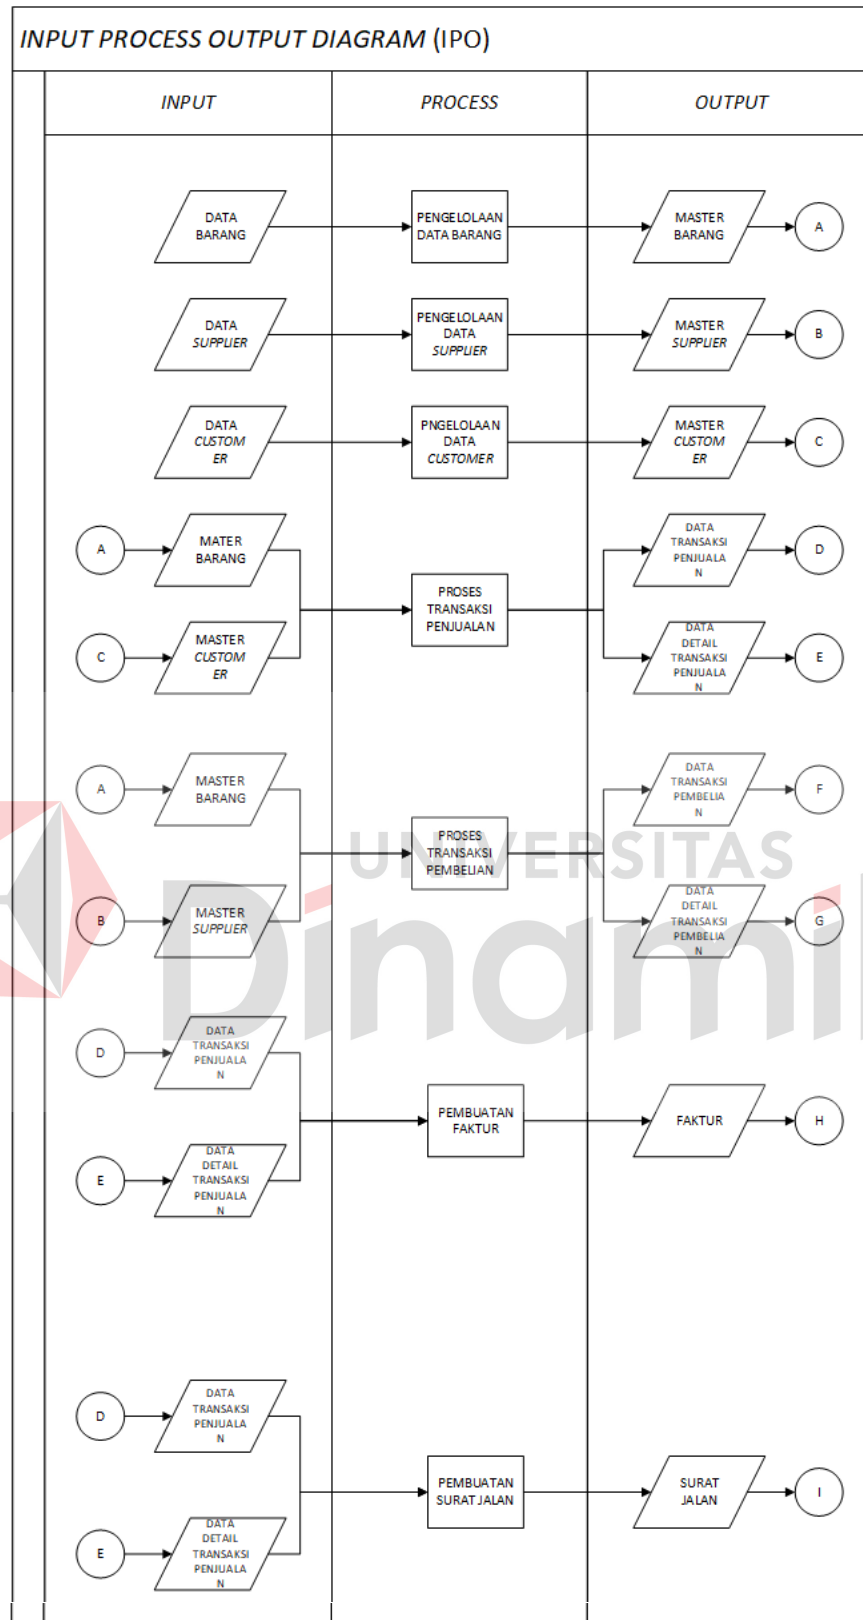 INPUT PROCESS OUTPUT DIAGRAM (IPO)
INPUT
PROCESS
OUTPUT
DATA
BARANG
PENGELOLAAN
DATA BARANG
MASTER
BARANG
A
DATA
SUPPLIER
PENGELOLAAN
DATA
SUPPLIER
MASTER
SUPPLIER
B
DATA
CUSTOM
ER
PNGELOLAAN
DATA
CUSTOMER
MASTER
CUSTOM
ER
C
A
MATER
BARANG
C
MASTER
CUSTOM
ER
PROSES
TRANSAKSI
PENJUALAN
DATA
TRANSAKSI
PENJUALA
N
D
DATA
DETAIL
TRANSAKSI
PENJUALA
N
E
A
MASTER
BARANG
B
MASTER
SUPPLIER
PROSES
TRANSAKSI
PEMBELIAN
DATA
TRANSAKSI
PEMBELIA
N
F
DATA
DETAIL
TRANSAKSI
PEMBELIA
N
G
UNIVERSITAS
Dinami
D
DATA
TRANSAKSI
PENJUALA
N
E
DATA
DETAIL
TRANSAKSI
PENJUALA
N
PEMBUATAN
FAKTUR
FAKTUR
H
D
DATA
TRANSAKSI
PENJUALA
N
E
DATA
DETAIL
TRANSAKSI
PENJUALA
N
PEMBUATAN
SURAT JALAN
SURAT
JALAN
I